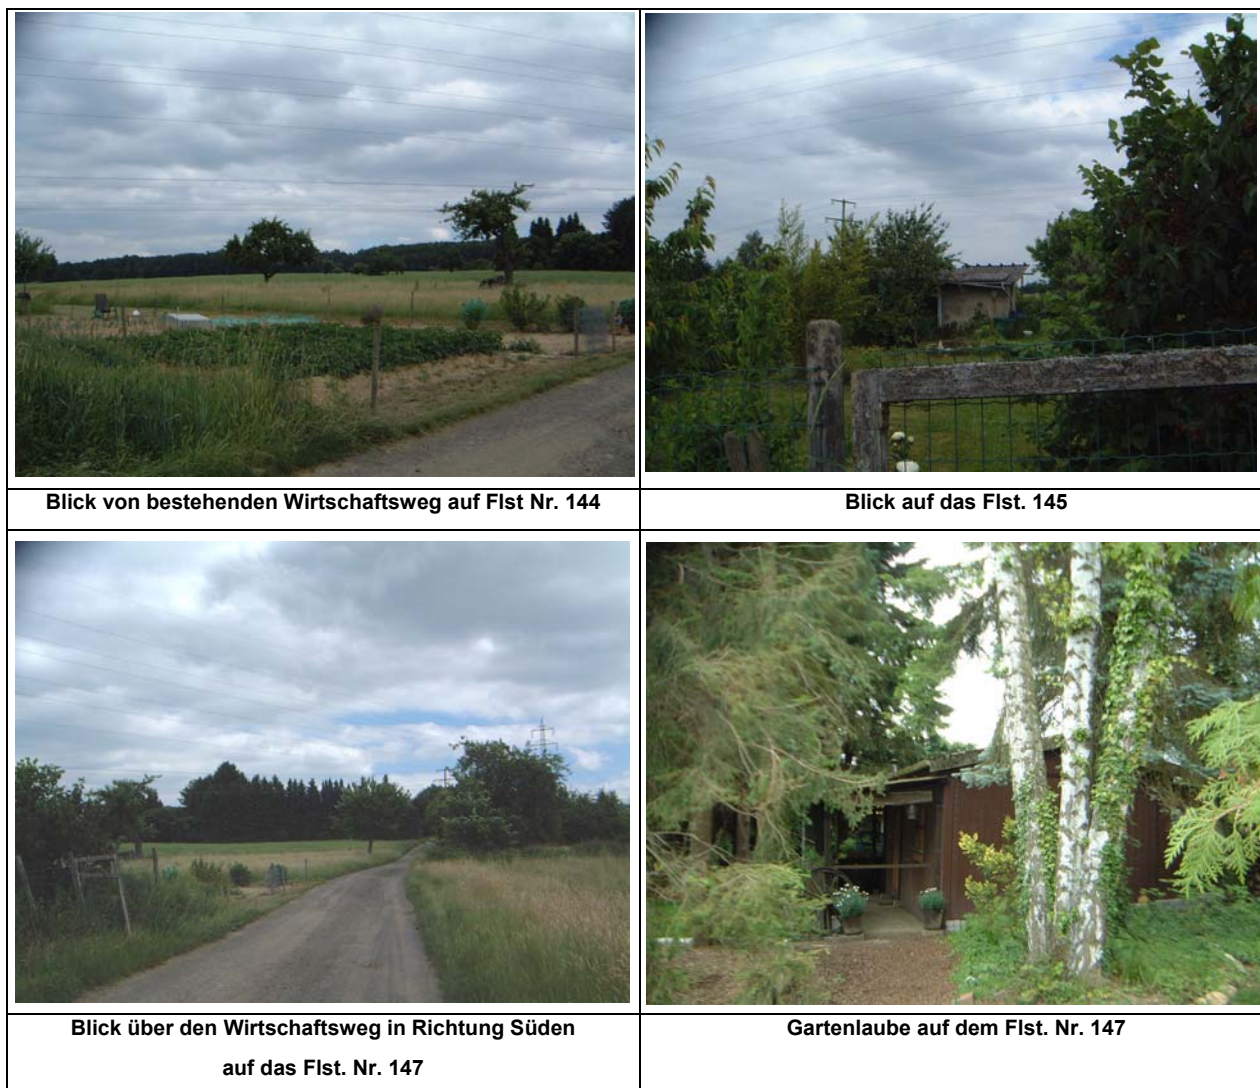 Blick von bestehenden Wirtschaftsweg auf Flst Nr. 144
Blick auf das Flst. 145
Blick über den Wirtschaftsweg in Richtung Süden
auf das Flst. Nr. 147
Gartenlaube auf dem Flst. Nr. 147